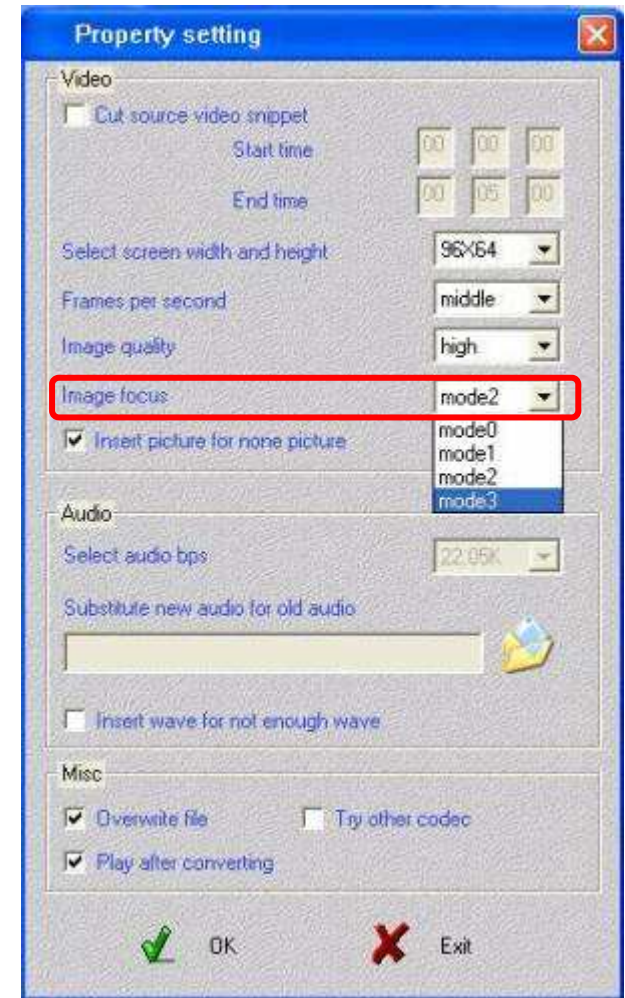 Property setting
Video
Cut source video snippet
Start time 00 00 00
End time 00 05 00
Select screen width and height 96X64
Frames per second middle
Image quality high
Image focus mode2
Insert picture for none picture
mode0
mode1
mode2
mode3
Audio
Select audio bps 22.05K
Substitute new audio for old audio
Insert wave for not enough wave
Misc
Overwrite file Try other codec
Play after converting
OK Exit